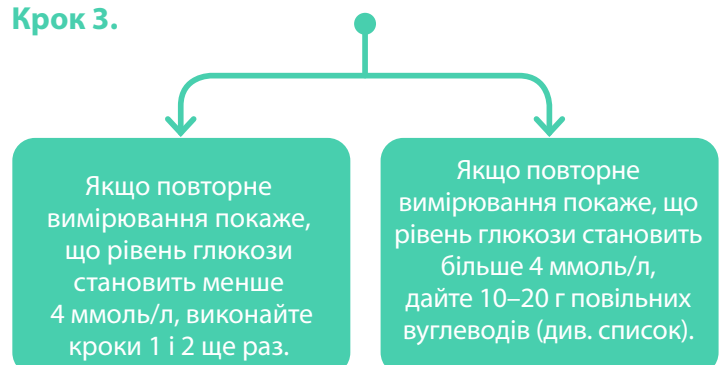 Крок 3.
Якщо повторне
вимірювання покаже,
що рівень глюкози
становить менше
4 ммоль/л, виконайте
кроки 1 і 2 ще раз.
Якщо повторне
вимірювання покаже, що
рівень глюкози становить
більше 4 ммоль/л,
дайте 10–20 г повільних
вуглеводів (див. список).